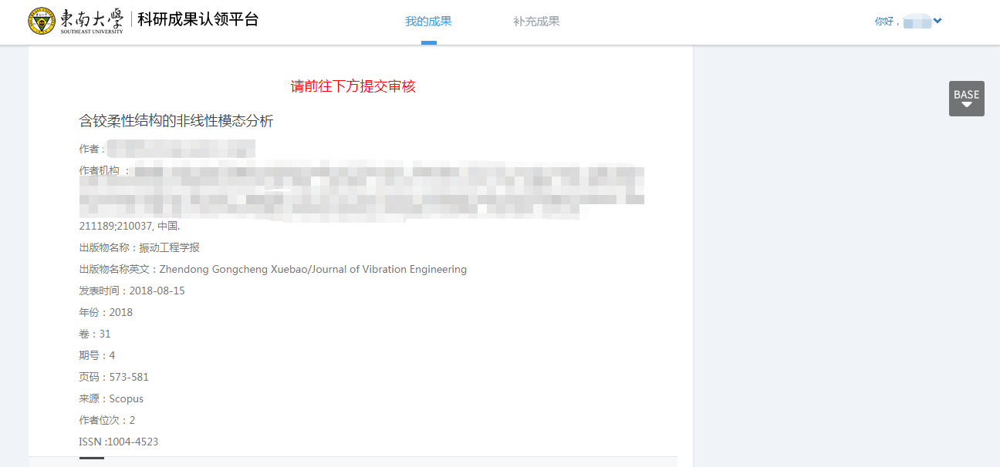 東南大學
SOUTHEAST UNIVERSITY
科研成果认领平台
我的成果
补充成果
你好，
BASE
请前往下方提交审核
含铰柔性结构的非线性模态分析
作者：
作者机构 ：
211189;210037, 中国.
出版物名称：振动工程学报
出版物名称英文：Zhendong Gongcheng Xuebao/Journal of Vibration Engineering
发表时间：2018-08-15
年份：2018
卷：31
期号：4
页码：573-581
来源：Scopus
作者位次：2
ISSN :1004-4523